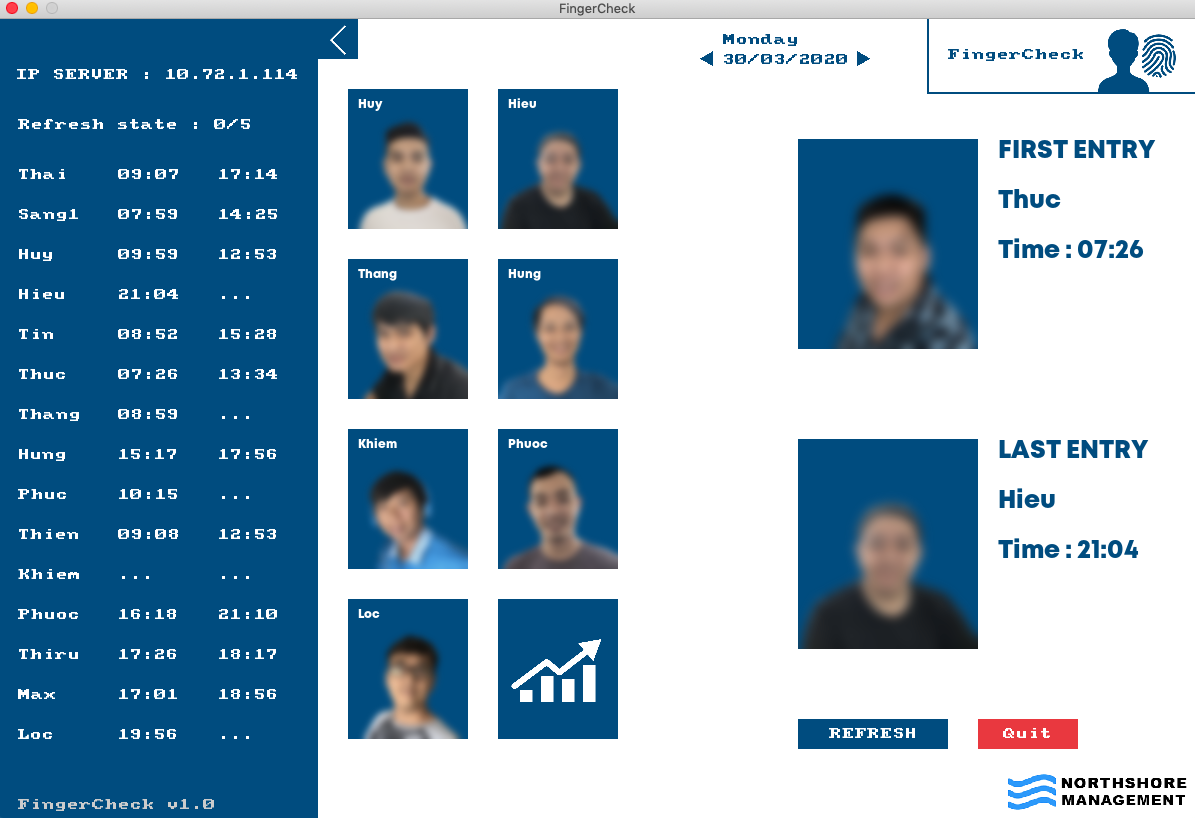 FingerCheck
IP SERVER : 10.72.1.114
Refresh state : 0/5
Thai 09:07 17:14
Sang1 07:59 14:25
Huy 09:59 12:53
Hieu 21:04 ...
Tin 08:52 15:28
Thuc 07:26 13:34
Thang 08:59 ...
Hung 15:17 17:56
Phuc 10:15 ...
Thien 09:08 12:53
Khiem ... ...
Phuoc 16:18 21:10
Thiru 17:26 18:17
Max 17:01 18:56
Loc 19:56 ...
FingerCheck v1.0
Monday
30/03/2020
FingerCheck
Huy
Hieu
Thang
Hung
Khiem
Phuoc
Loc
FIRST ENTRY
Thuc
Time : 07:26
LAST ENTRY
Hieu
Time : 21:04
REFRESH
Quit
NORTHSHORE
MANAGEMENT